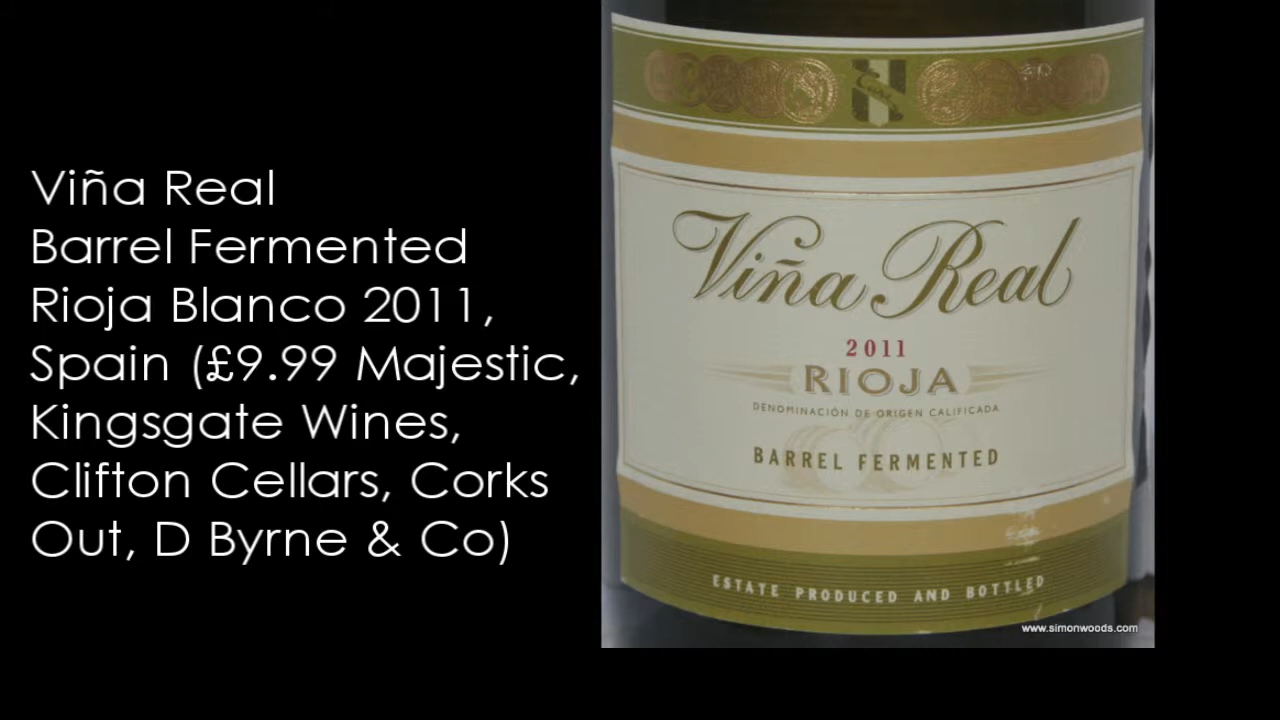 Viña Real
Barrel Fermented
Rioja Blanco 2011,
Spain (£9.99 Majestic,
Kingsgate Wines,
Clifton Cellars, Corks
Out, D Byrne & Co)
Cune
Viña Real
2011
RIOJA
DENOMINACIÓN DE ORIGEN CALIFICADA
BARREL FERMENTED
ESTATE PRODUCED AND BOTTLED
www.simonwoods.com